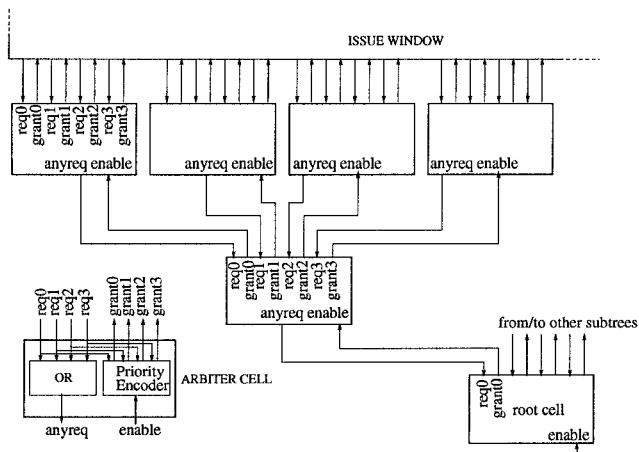 ISSUE WINDOW
req0 grant0 req1 grant1 req2 grant2 req3 grant3
anyreq enable
anyreq enable
anyreq enable
anyreq enable
req0 grant0 req1 grant1 req2 grant2 req3 grant3
anyreq enable
req0 req1 req2 req3 grant0 grant1 grant2 grant3
OR
Priority
Encoder
ARBITER CELL
anyreq
enable
from/to other subtrees
req0 grant0
root cell
enable